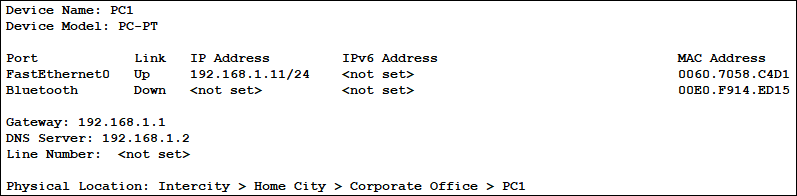 Device Name: PC1
Device Model: PC-PT
Port Link IP Address IPv6 Address MAC Address
FastEthernet0 Up 192.168.1.11/24 <not set> 0060.7058.C4D1
Bluetooth Down <not set> <not set> 00E0.F914.ED15
Gateway: 192.168.1.1
DNS Server: 192.168.1.2
Line Number: <not set>
Physical Location: Intercity > Home City > Corporate Office > PC1